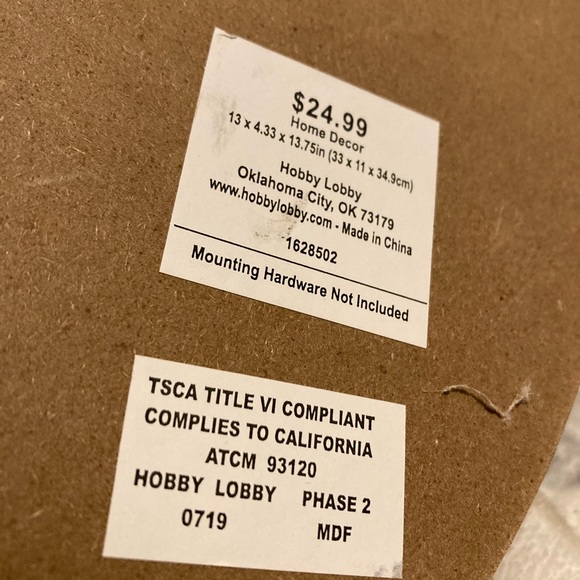 $24.99
Home Decor
13 x 4.33 x 13.75in (33 x 11 x 34.9cm)
Hobby Lobby
Oklahoma City, OK 73179
www.hobbylobby.com - Made in China
1628502
Mounting Hardware Not Included
TSCA TITLE VI COMPLIANT
COMPLIES TO CALIFORNIA
ATCM 93120
HOBBY LOBBY PHASE 2
0719 MDF